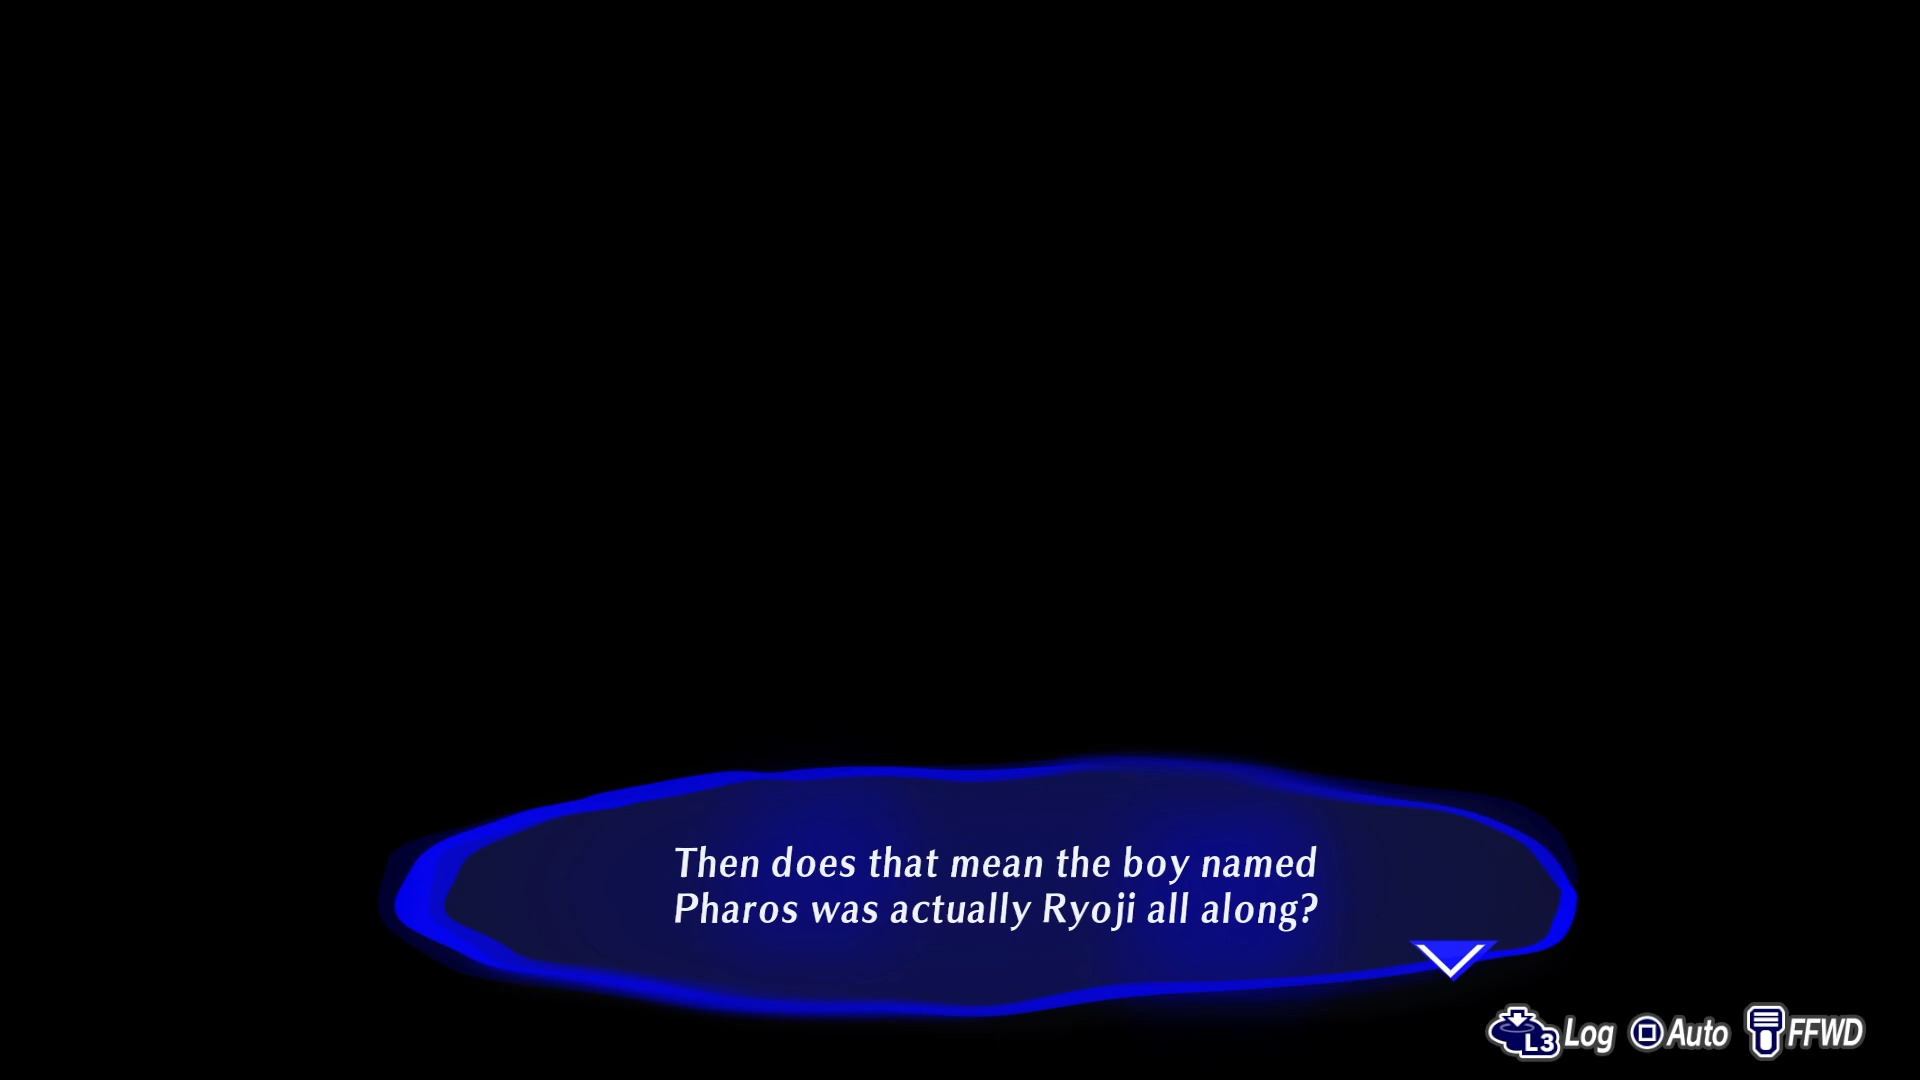 Then does that mean the boy named
Pharos was actually Ryoji all along?
L3 Log Auto FFWD